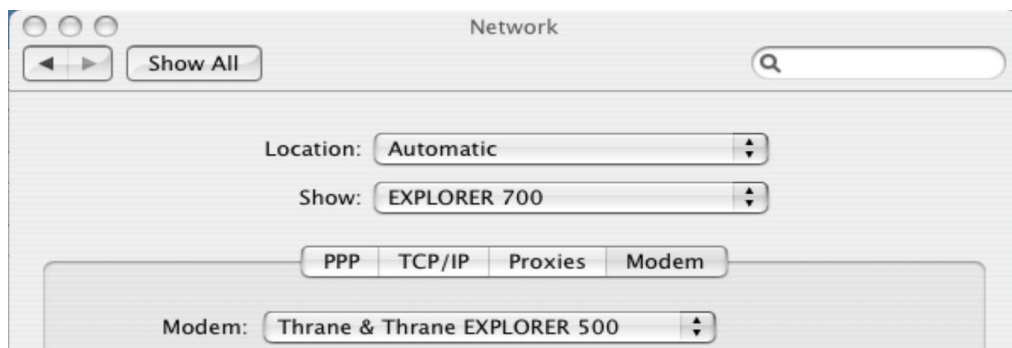 Network
Show All
Location: Automatic
Show: EXPLORER 700
PPP TCP/IP Proxies Modem
Modem: Thrane & Thrane EXPLORER 500